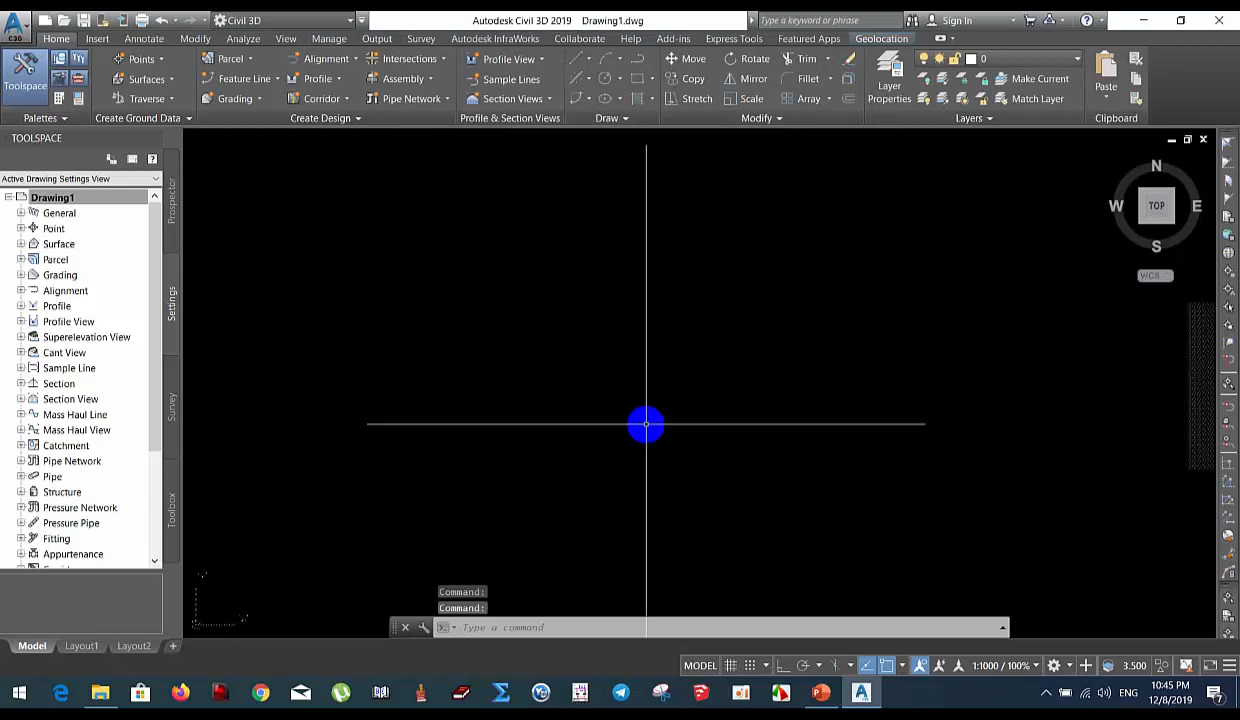 Civil 3D
Autodesk Civil 3D 2019 Drawing1.dwg
Type a keyword or phrase
Sign In
C3D
Home Insert Annotate Modify Analyze View Manage Output Survey Autodesk InfraWorks Collaborate Help Add-ins Express Tools Featured Apps Geolocation
Points Parcel Alignment Intersections Profile View Move Rotate Trim 0
Surfaces Feature Line Profile Assembly Sample Lines Copy Mirror Fillet Make Current
Toolspace Layer Properties Paste
Traverse Grading Corridor Pipe Network Section Views Stretch Scale Array Match Layer
Palettes Create Ground Data Create Design Profile & Section Views Draw Modify Layers Clipboard
TOOLSPACE
Active Drawing Settings View
Drawing1
General
Point
Surface
Parcel
Grading
Alignment
Profile
Profile View
Superelevation View
Cant View
Sample Line
Section
Section View
Mass Haul Line
Mass Haul View
Catchment
Pipe Network
Pipe
Structure
Pressure Network
Pressure Pipe
Fitting
Appurtenance
Prospector
Settings
Survey
Toolbox
N
W TOP E
S
WCS
Command:
Command:
Type a command
Model Layout1 Layout2 +
MODEL 1:1000 / 100% 3.500
ENG
10:45 PM
12/8/2019
7